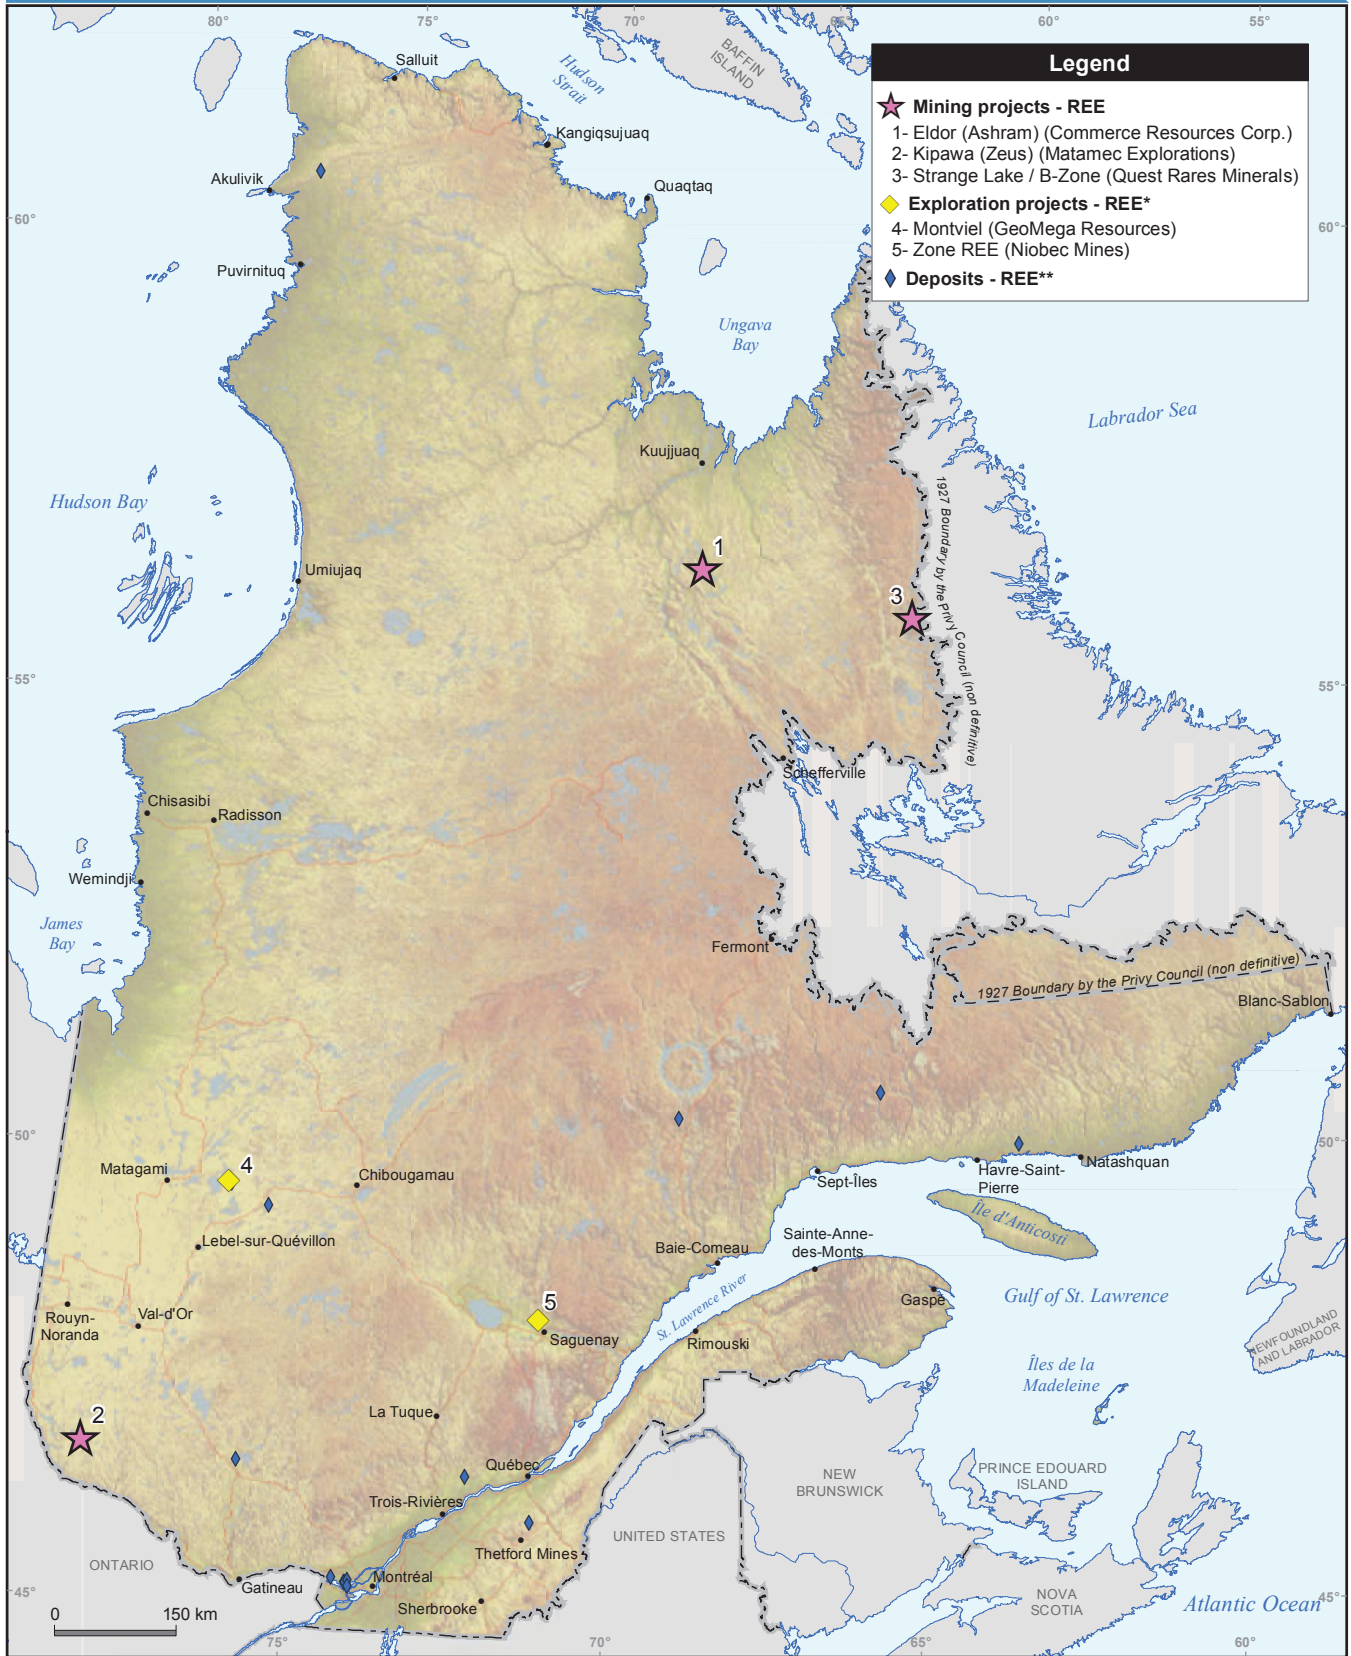 80°
75°
70°
65°
60°
55°
Legend
Mining projects - REE
1- Eldor (Ashram) (Commerce Resources Corp.)
2- Kipawa (Zeus) (Matamec Explorations)
3- Strange Lake / B-Zone (Quest Rares Minerals)
Exploration projects - REE*
4- Montviel (GeoMega Resources)
5- Zone REE (Niobec Mines)
Deposits - REE**
BAFFIN
ISLAND
Hudson
Strait
Salluit
Kangiqsujuaq
Akulivik
Quaqtaq
60°
60°
Puvirnituq
Ungava
Bay
Labrador Sea
Kuujjuaq
Hudson Bay
1927 Boundary by the Privy Council (non definitive)
1
Umiujaq
3
55°
55°
Schefferville
Chisasibi
Radisson
Wemindji
James
Bay
Fermont
1927 Boundary by the Privy Council (non definitive)
Blanc-Sablon
50°
50°
Matagami
4
Chibougamau
Sept-Îles
Havre-Saint-
Pierre
Natashquan
Île d'Anticosti
Lebel-sur-Quévillon
Baie-Comeau
Sainte-Anne-
des-Monts
St. Lawrence River
Gaspé
Gulf of St. Lawrence
Rouyn-
Noranda
Val-d'Or
5
Saguenay
Rimouski
NEWFOUNDLAND
AND LABRADOR
Îles de la
Madeleine
2
La Tuque
Québec
Trois-Rivières
NEW
BRUNSWICK
PRINCE EDOUARD
ISLAND
UNITED STATES
Thetford Mines
ONTARIO
Gatineau
Montréal
Sherbrooke
NOVA
SCOTIA
Atlantic Ocean
45°
45°
0 150 km
75°
70°
65°
60°